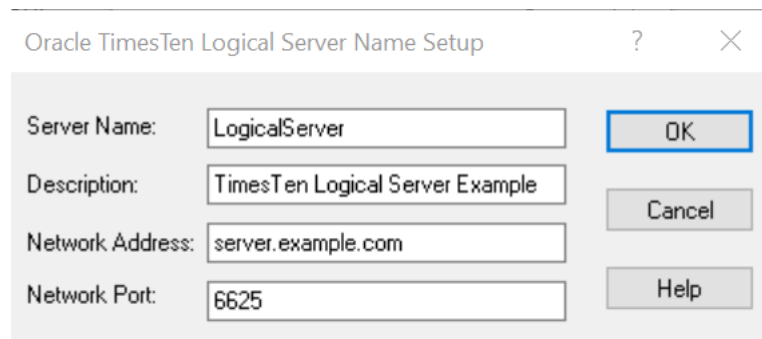 Oracle TimesTen Logical Server Name Setup ? ×
Server Name: LogicalServer OK
Description: TimesTen Logical Server Example
Cancel
Network Address: server.example.com
Network Port: 6625 Help